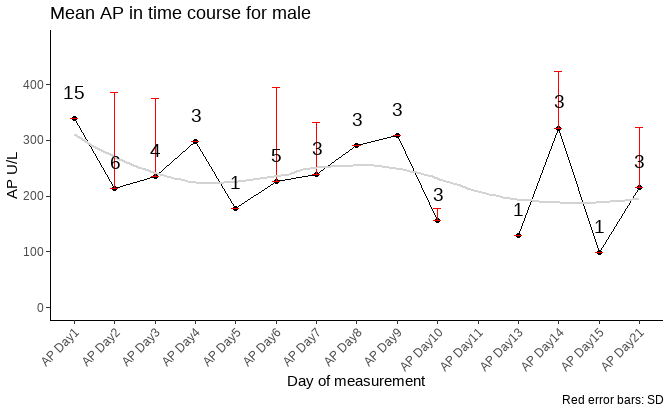 Mean AP in time course for male
AP U/L
400
300
200
100
0
15
6
4
3
1
5
3
3
3
3
1
3
1
3
AP Day1
AP Day2
AP Day3
AP Day4
AP Day5
AP Day6
AP Day7
AP Day8
AP Day9
AP Day10
AP Day11
AP Day13
AP Day14
AP Day15
AP Day21
Day of measurement
Red error bars: SD